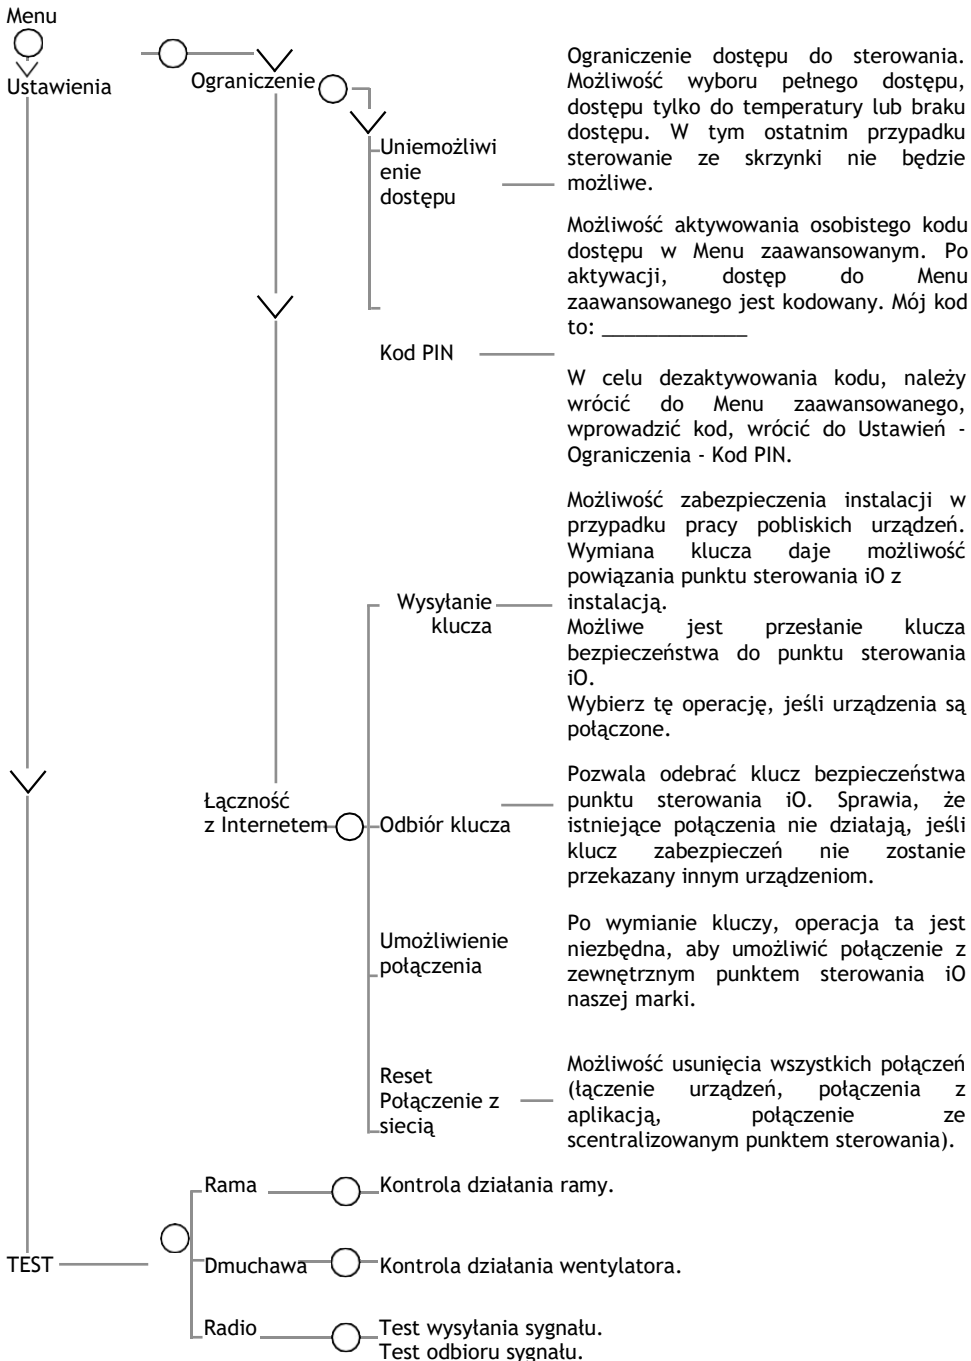 Menu
Ustawienia
Ograniczenie
Uniemożliwi
enie
dostępu
Ograniczenie dostępu do sterowania.
Możliwość wyboru pełnego dostępu,
dostępu tylko do temperatury lub braku
dostępu. W tym ostatnim przypadku
sterowanie ze skrzynki nie będzie
możliwe.
Kod PIN
Możliwość aktywowania osobistego kodu
dostępu w Menu zaawansowanym. Po
aktywacji, dostęp do Menu
zaawansowanego jest kodowany. Mój kod
to: _____________
W celu dezaktywowania kodu, należy
wrócić do Menu zaawansowanego,
wprowadzić kod, wrócić do Ustawień -
Ograniczenia - Kod PIN.
Łączność
z Internetem
Wysyłanie
klucza
Możliwość zabezpieczenia instalacji w
przypadku pracy pobliskich urządzeń.
Wymiana klucza daje możliwość
powiązania punktu sterowania iO z
instalacją.
Możliwe jest przesłanie klucza
bezpieczeństwa do punktu sterowania
iO.
Wybierz tę operację, jeśli urządzenia są
połączone.
Odbiór klucza
Pozwala odebrać klucz bezpieczeństwa
punktu sterowania iO. Sprawia, że
istniejące połączenia nie działają, jeśli
klucz zabezpieczeń nie zostanie
przekazany innym urządzeniom.
Umożliwienie
połączenia
Po wymianie kluczy, operacja ta jest
niezbędna, aby umożliwić połączenie z
zewnętrznym punktem sterowania iO
naszej marki.
Reset
Połączenie z
siecią
Możliwość usunięcia wszystkich połączeń
(łączenie urządzeń, połączenia z
aplikacją, połączenie ze
scentralizowanym punktem sterowania).
TEST
Rama
Kontrola działania ramy.
Dmuchawa
Kontrola działania wentylatora.
Radio
Test wysyłania sygnału.
Test odbioru sygnału.